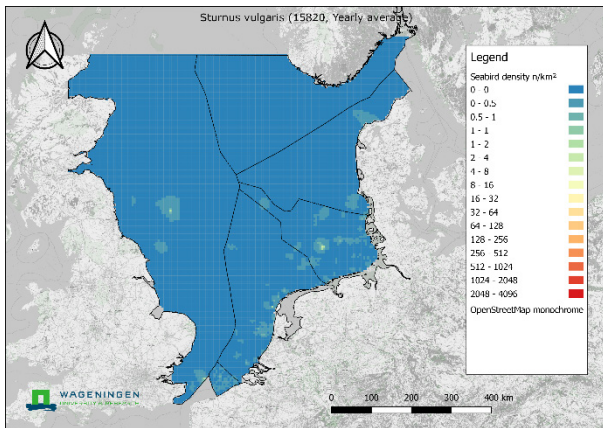 Sturnus vulgaris (15820, Yearly average)
Legend
Seabird density n/km²
0 - 0
0 - 0.5
0.5 - 1
1 - 1
1 - 2
2 - 4
4 - 8
8 - 16
16 - 32
32 - 64
64 - 128
128 - 256
256 - 512
512 - 1024
1024 - 2048
2048 - 4096
OpenStreetMap monochrome
WAGENINGEN
UNIVERSITY & RESEARCH
0 100 200 300 400 km